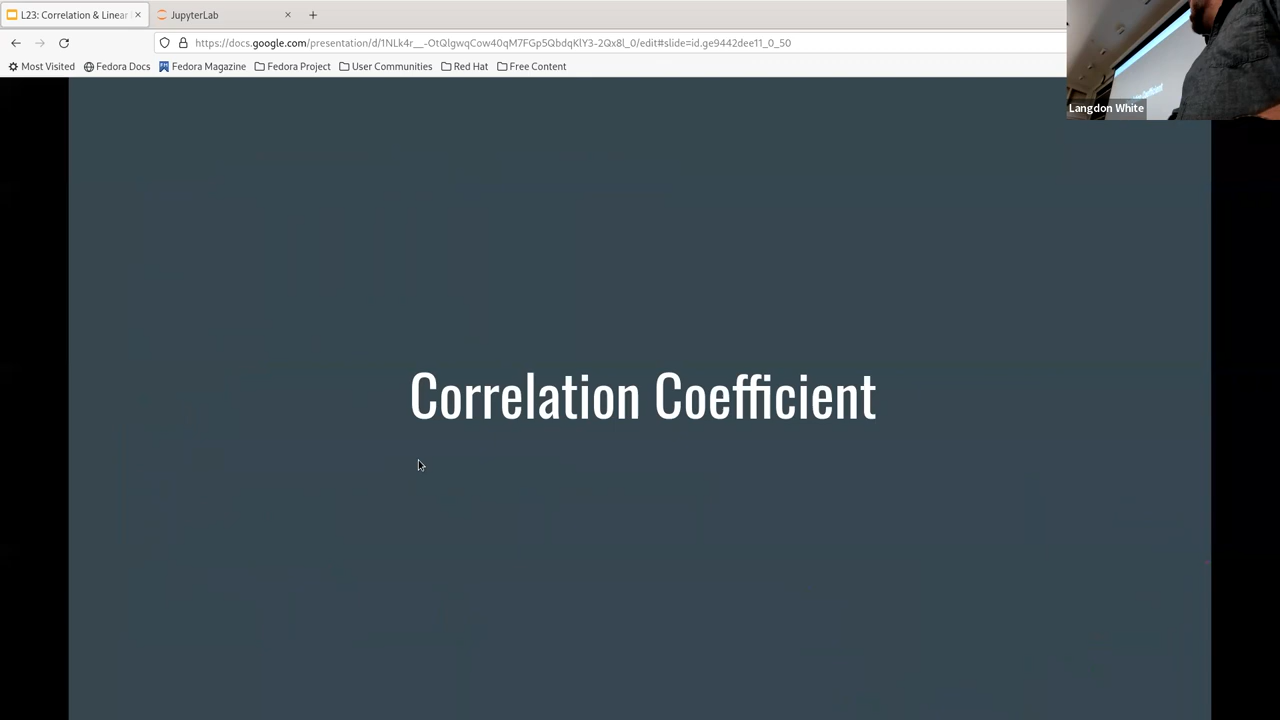 L23: Correlation & Linear
JupyterLab
https://docs.google.com/presentation/d/1NLk4r__-OtQlgwqCow40qM7FGp5QbdqKlY3-2Qx8l_0/edit#slide=id.ge9442dee11_0_50
Most Visited Fedora Docs Fedora Magazine Fedora Project User Communities Red Hat Free Content
Langdon White
Correlation Coefficient